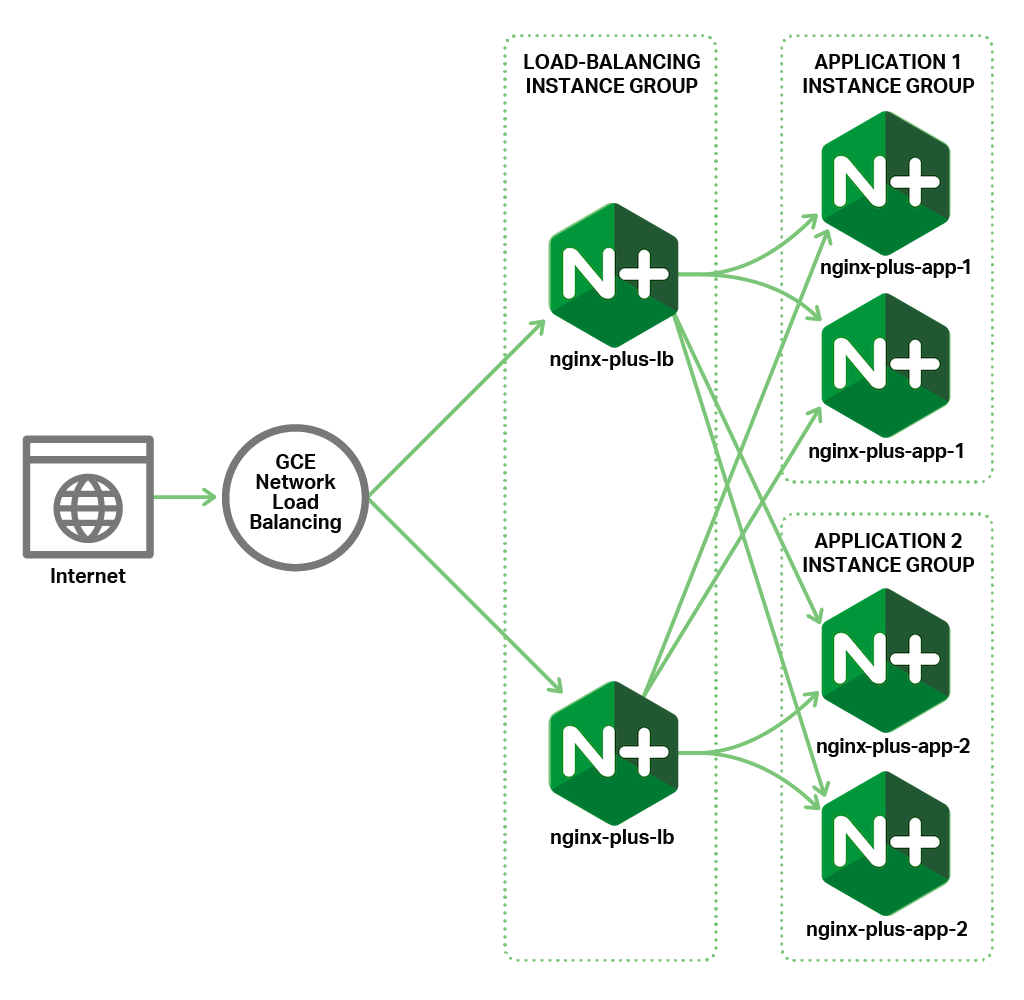 LOAD-BALANCING
INSTANCE GROUP
APPLICATION 1
INSTANCE GROUP
N+
nginx-plus-app-1
N+
nginx-plus-lb
N+
nginx-plus-app-1
GCE
Network
Load
Balancing
Internet
APPLICATION 2
INSTANCE GROUP
N+
nginx-plus-app-2
N+
nginx-plus-lb
N+
nginx-plus-app-2